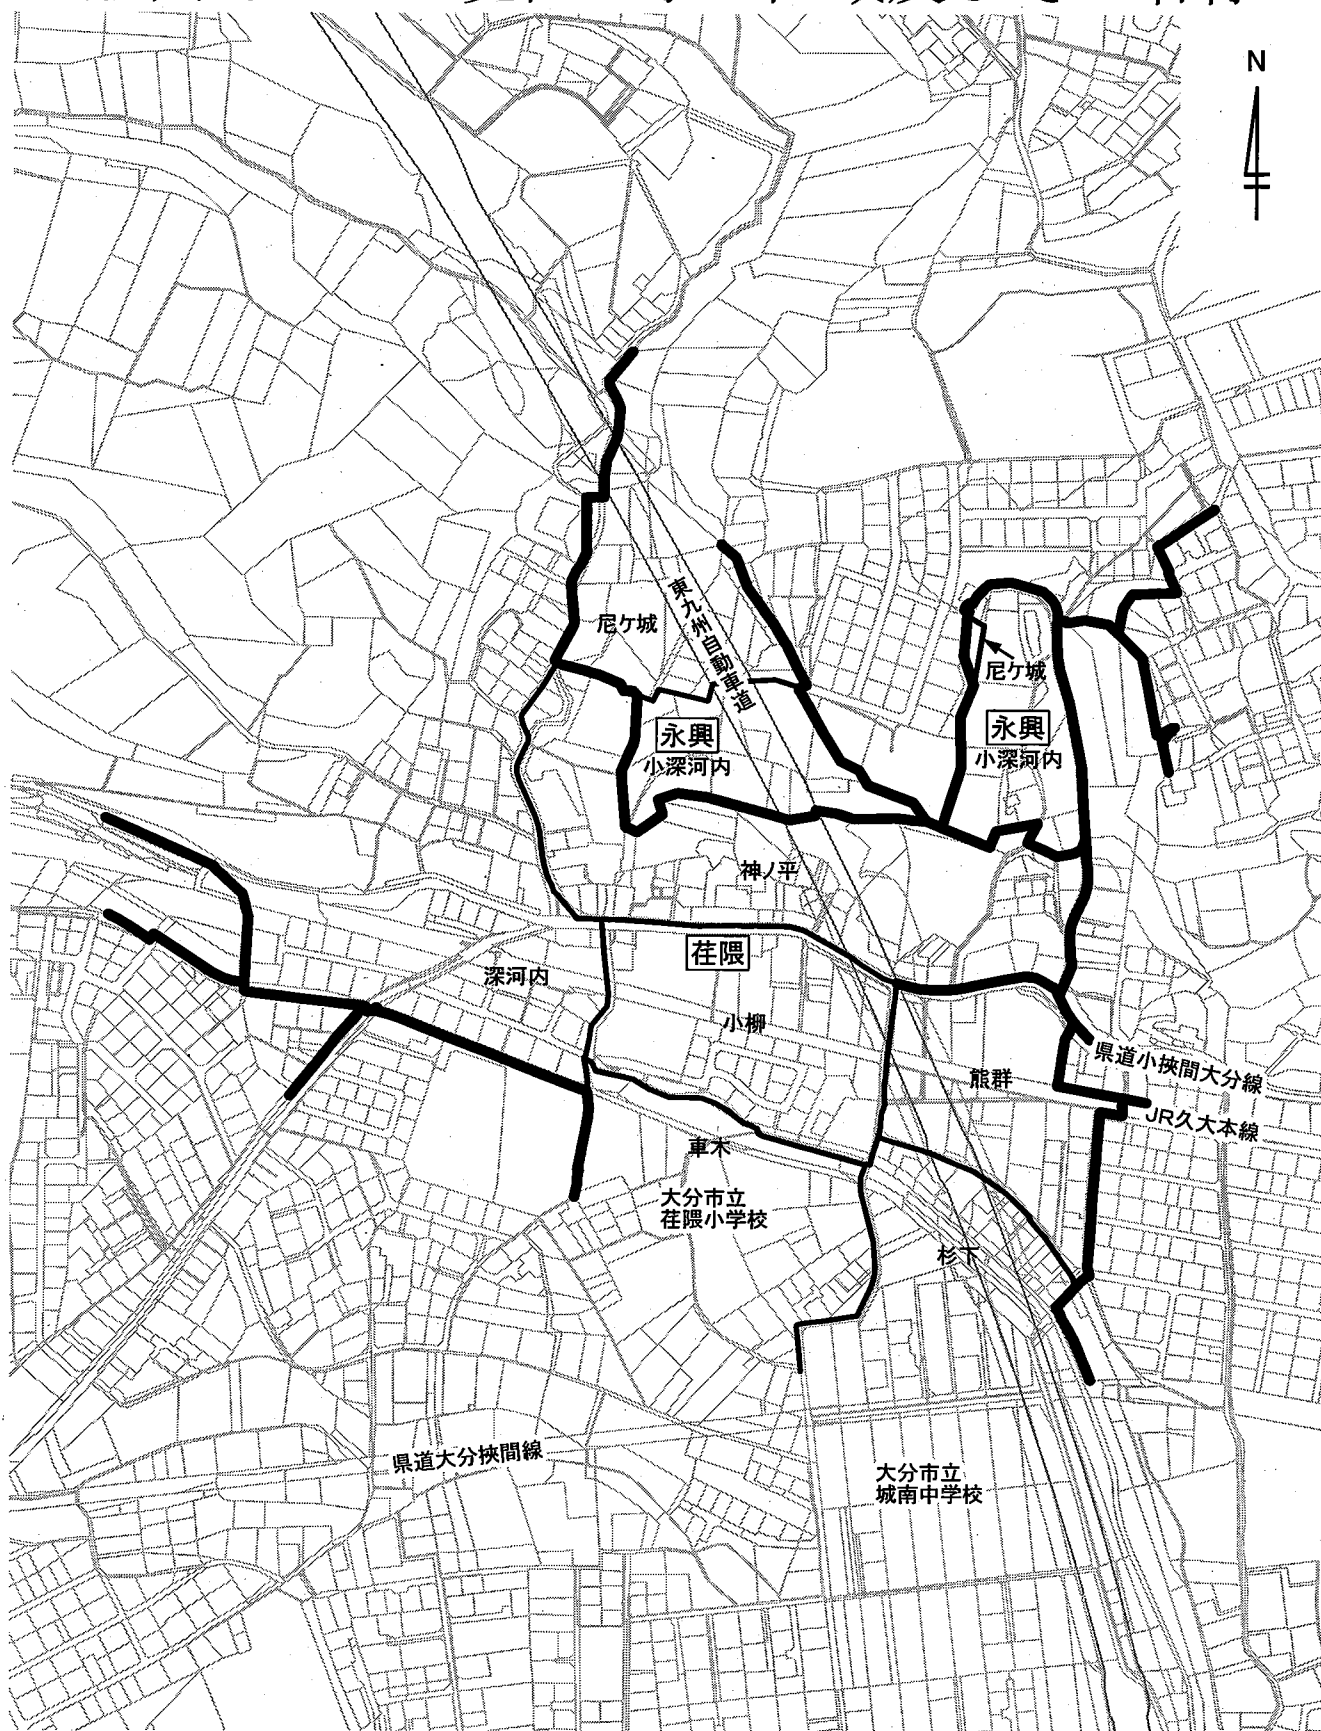 N
東九州自動車道
尼ケ城
尼ケ城
永興
小深河内
永興
小深河内
神ノ平
荏隈
深河内
小柳
県道小挾間大分線
熊群
JR久大本線
車木
大分市立
荏隈小学校
杉下
県道大分挾間線
大分市立
城南中学校